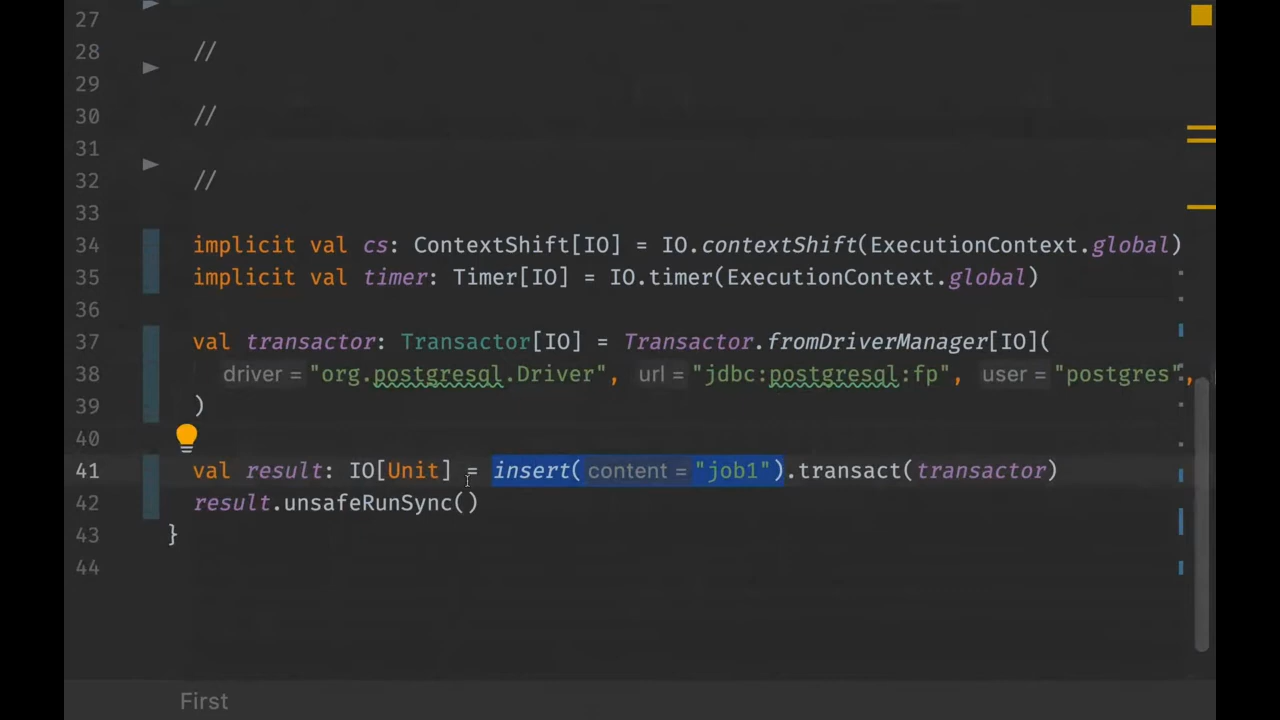 27
28 //
29
30 //
31
32 //
33
34 implicit val cs: ContextShift[IO] = IO.contextShift(ExecutionContext.global)
35 implicit val timer: Timer[IO] = IO.timer(ExecutionContext.global)
36
37 val transactor: Transactor[IO] = Transactor.fromDriverManager[IO](
38 driver = "org.postgresql.Driver", url = "jdbc:postgresql:fp", user = "postgres",
39 )
40
41 val result: IO[Unit] = insert( content = "job1").transact(transactor)
42 result.unsafeRunSync()
43 }
44
First